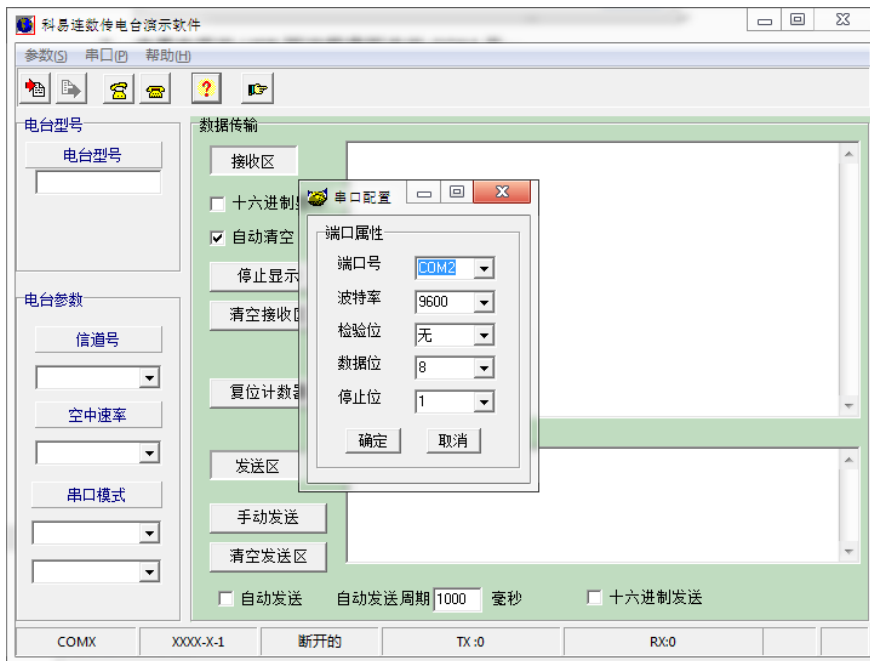 科易连数传电台演示软件
参数(S) 串口(P) 帮助(H)
电台型号
电台型号
电台参数
信道号
空中速率
串口模式
数据传输
接收区
十六进制
自动清空
停止显示
清空接收
复位计数
串口配置
端口属性
端口号 COM2
波特率 9600
检验位 无
数据位 8
停止位 1
确定 取消
发送区
手动发送
清空发送区
自动发送 自动发送周期 1000 毫秒 十六进制发送
COMX XXXX-X-1 断开的 TX :0 RX:0